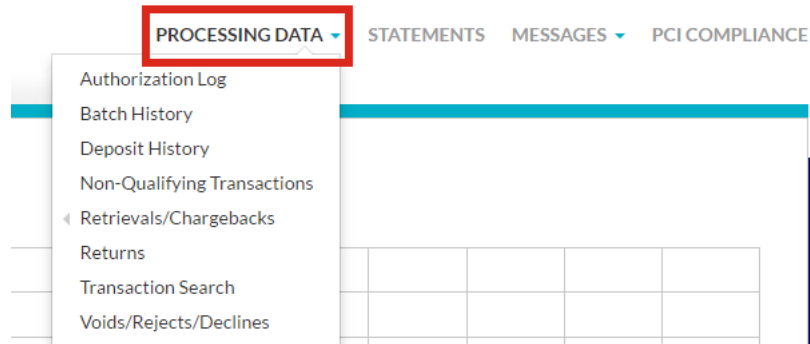 PROCESSING DATA STATEMENTS MESSAGES PCI COMPLIANCE
Authorization Log
Batch History
Deposit History
Non-Qualifying Transactions
Retrievals/Chargebacks
Returns
Transaction Search
Voids/Rejects/Declines